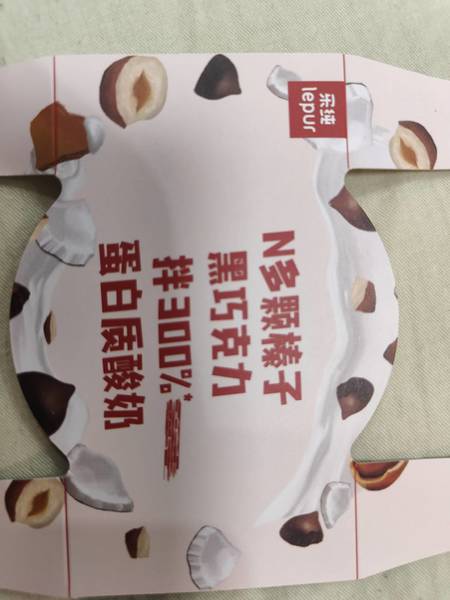 乐纯
lepur
N多颗榛子
黑巧克力
拌300%*
蛋白质酸奶